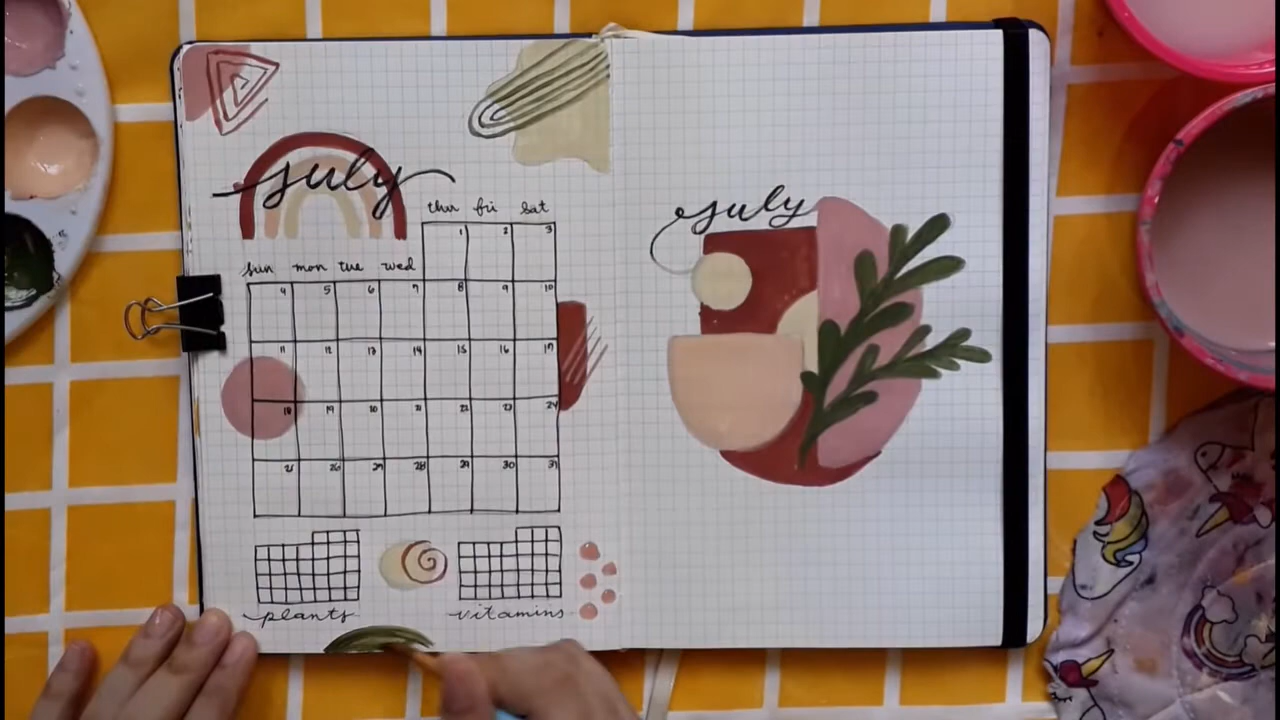 july
thur fri sat
1 2 3
sun mon tue wed
4 5 6 7 8 9 10
11 12 13 14 15 16 17
18 19 20 21 22 23 24
25 26 27 28 29 30 31
plants vitamins
july